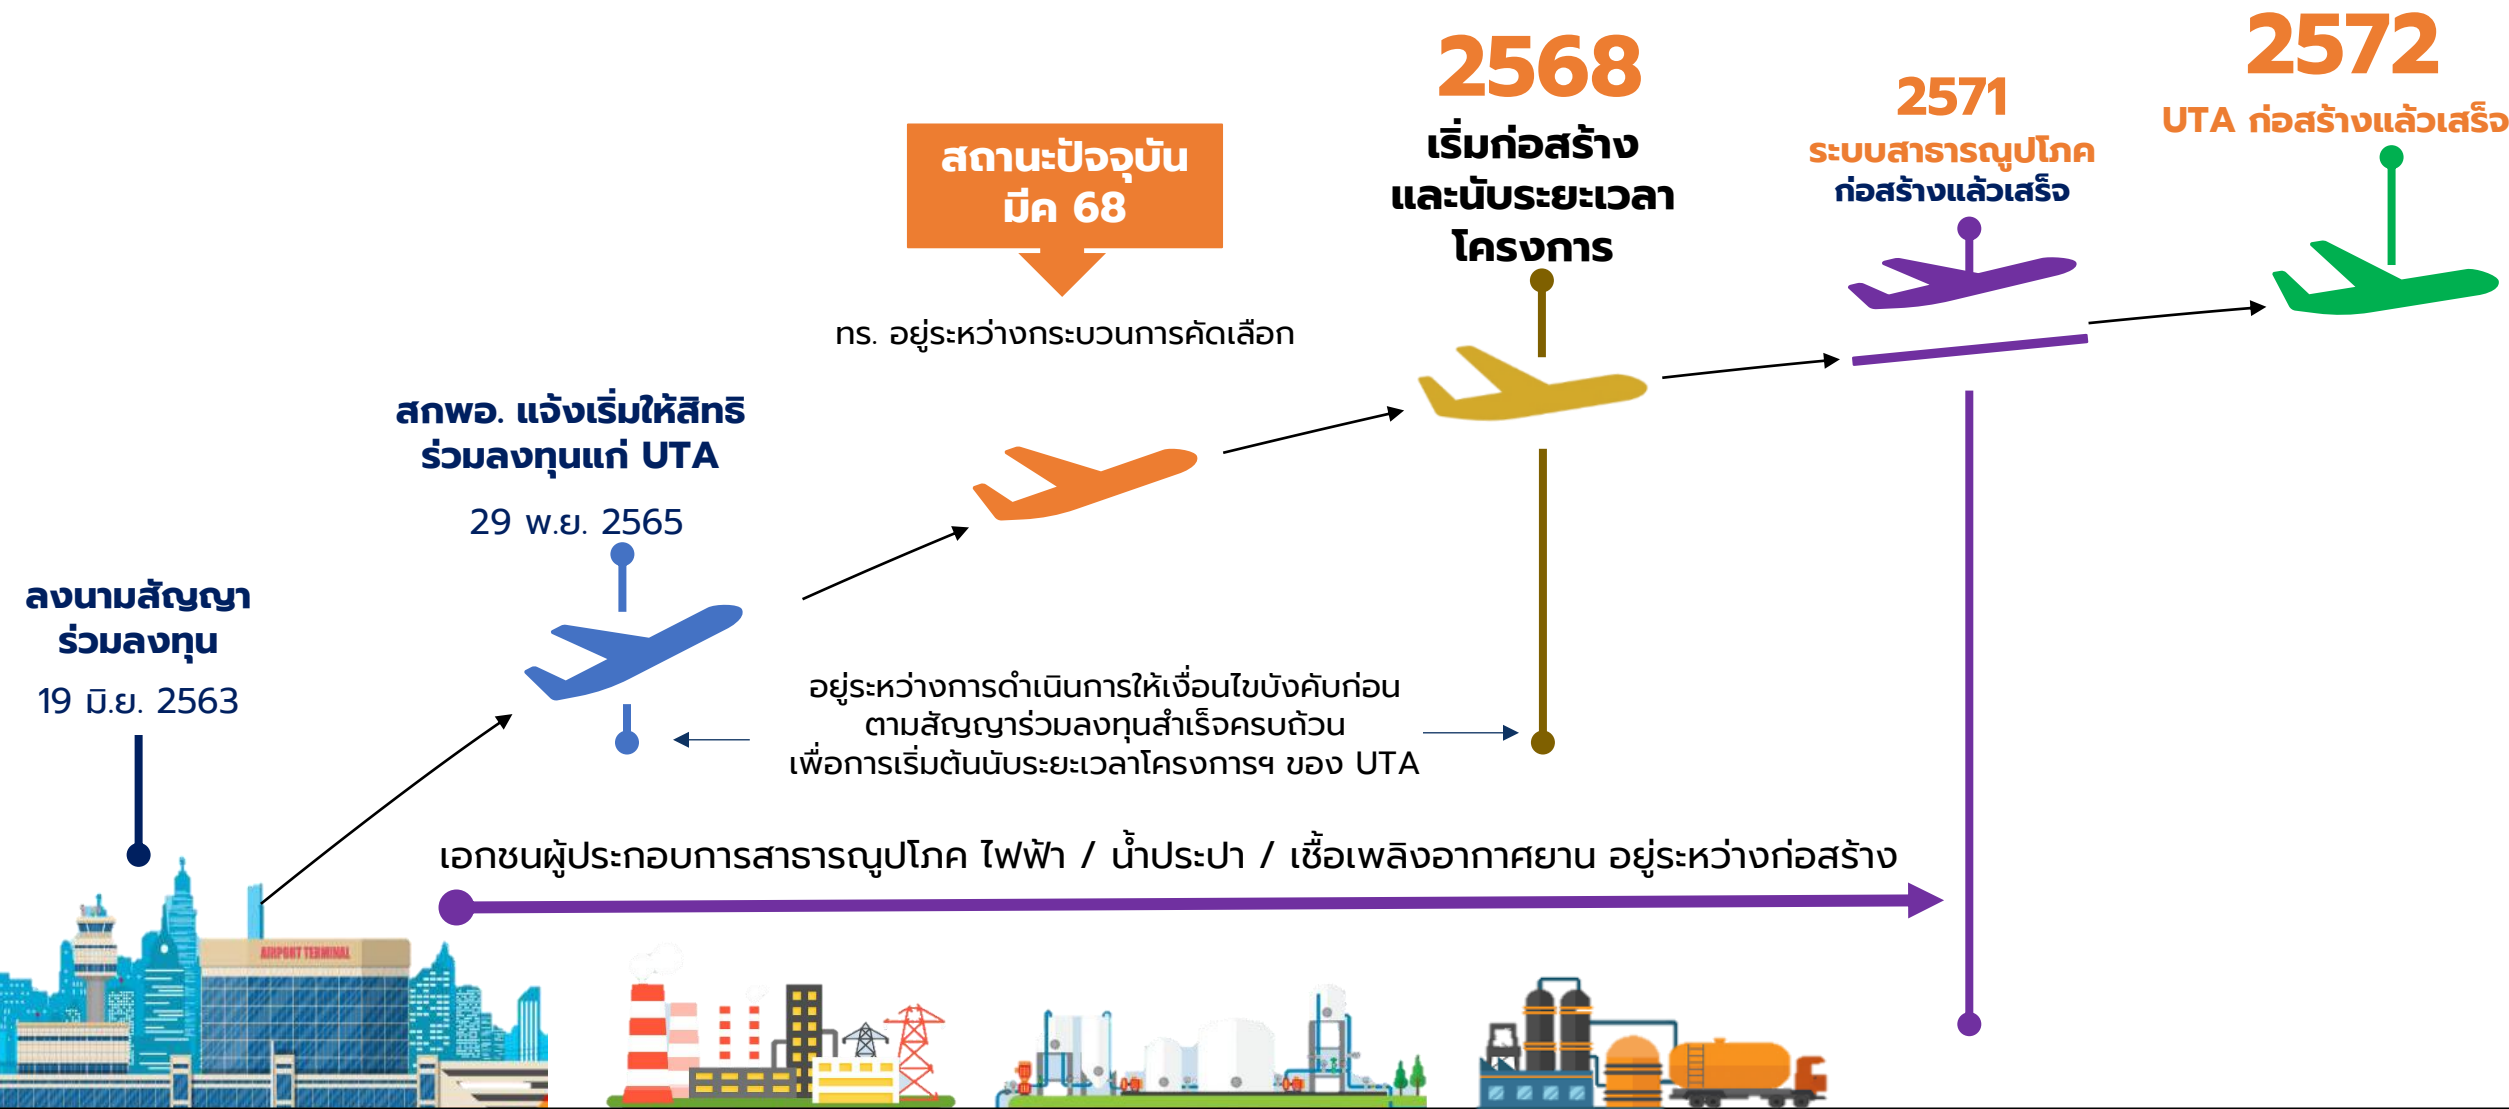 ลงนามสัญญา
ร่วมลงทุน
19 มิ.ย. 2563
สกพอ. แจ้งเริ่มให้สิทธิ
ร่วมลงทุนแก่ UTA
29 พ.ย. 2565
สถานะปัจจุบัน
มีค 68
ทร. อยู่ระหว่างกระบวนการคัดเลือก
2568
เริ่มก่อสร้าง
และนับระยะเวลา
โครงการ
2571
ระบบสาธารณูปโภค
ก่อสร้างแล้วเสร็จ
2572
UTA ก่อสร้างแล้วเสร็จ
อยู่ระหว่างการดำเนินการให้เงื่อนไขบังคับก่อน
ตามสัญญาร่วมลงทุนสำเร็จครบถ้วน
เพื่อการเริ่มต้นนับระยะเวลาโครงการฯ ของ UTA
เอกชนผู้ประกอบการสาธารณูปโภค ไฟฟ้า / น้ำประปา / เชื้อเพลิงอากาศยาน อยู่ระหว่างก่อสร้าง
AIRPORT TERMINAL